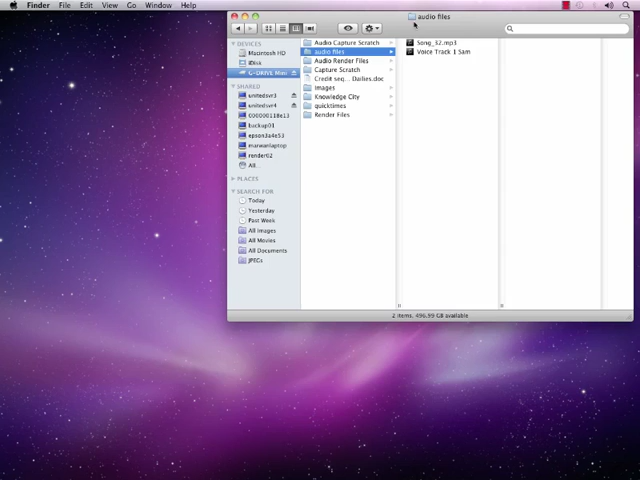 Finder File Edit View Go Window Help
audio files
DEVICES
Macintosh HD
iDisk
G-DRIVE Mini
SHARED
unitedsvr3
unitedsvr4
backup01
epson3a4e53
marwanlaptop
render02
All...
PLACES
SEARCH FOR
Today
Yesterday
Past Week
All Images
All Movies
All Documents
JPEGs
Audio Capture Scratch
audio files
Audio Render Files
Capture Scratch
Credit seq... Dailies.doc
images
Knowledge City
quicktimes
Render Files
Song_52.mp3
Voice Track 1 Sam
2 items, 496.99 GB available